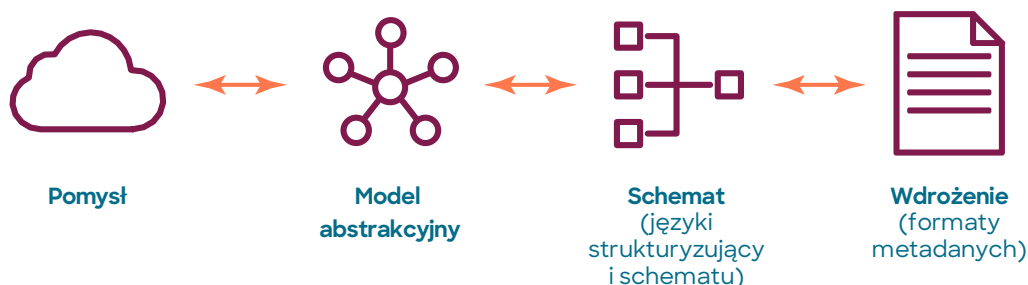 Pomysł
Model
abstrakcyjny
Schemat
(języki
strukturyzujący
i schematu)
Wdrożenie
(formaty
metadanych)